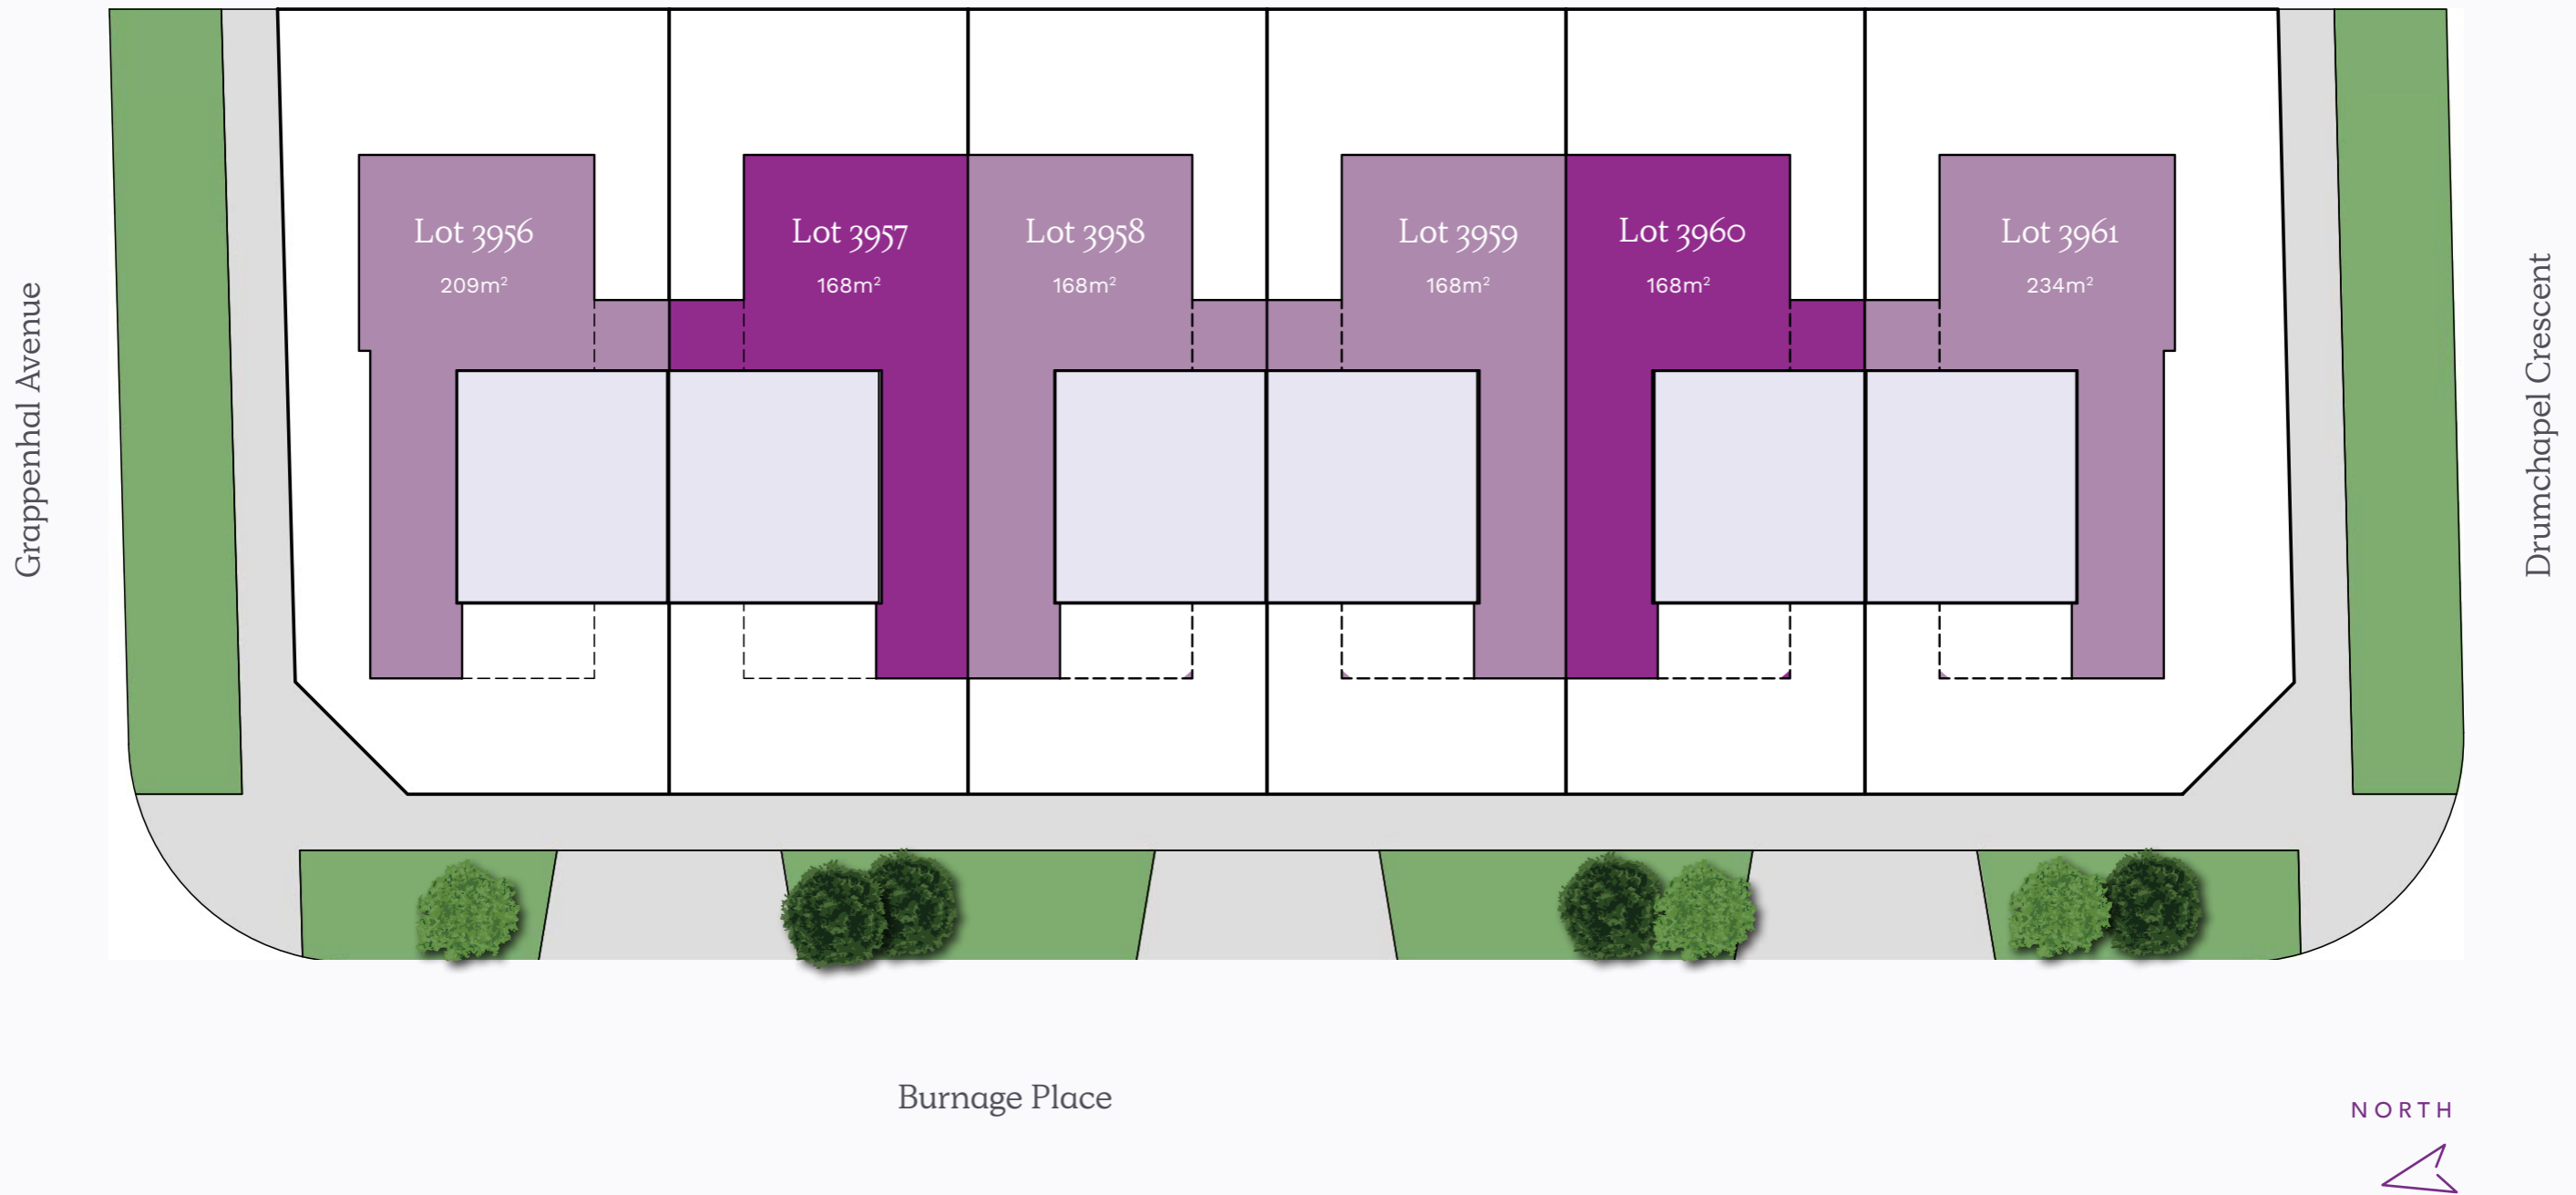 Lot 3956
209m²
Lot 3957
168m²
Lot 3958
168m²
Lot 3959
168m²
Lot 3960
168m²
Lot 3961
234m²
Grappenhal Avenue
Drumchapel Crescent
Burnage Place
NORTH